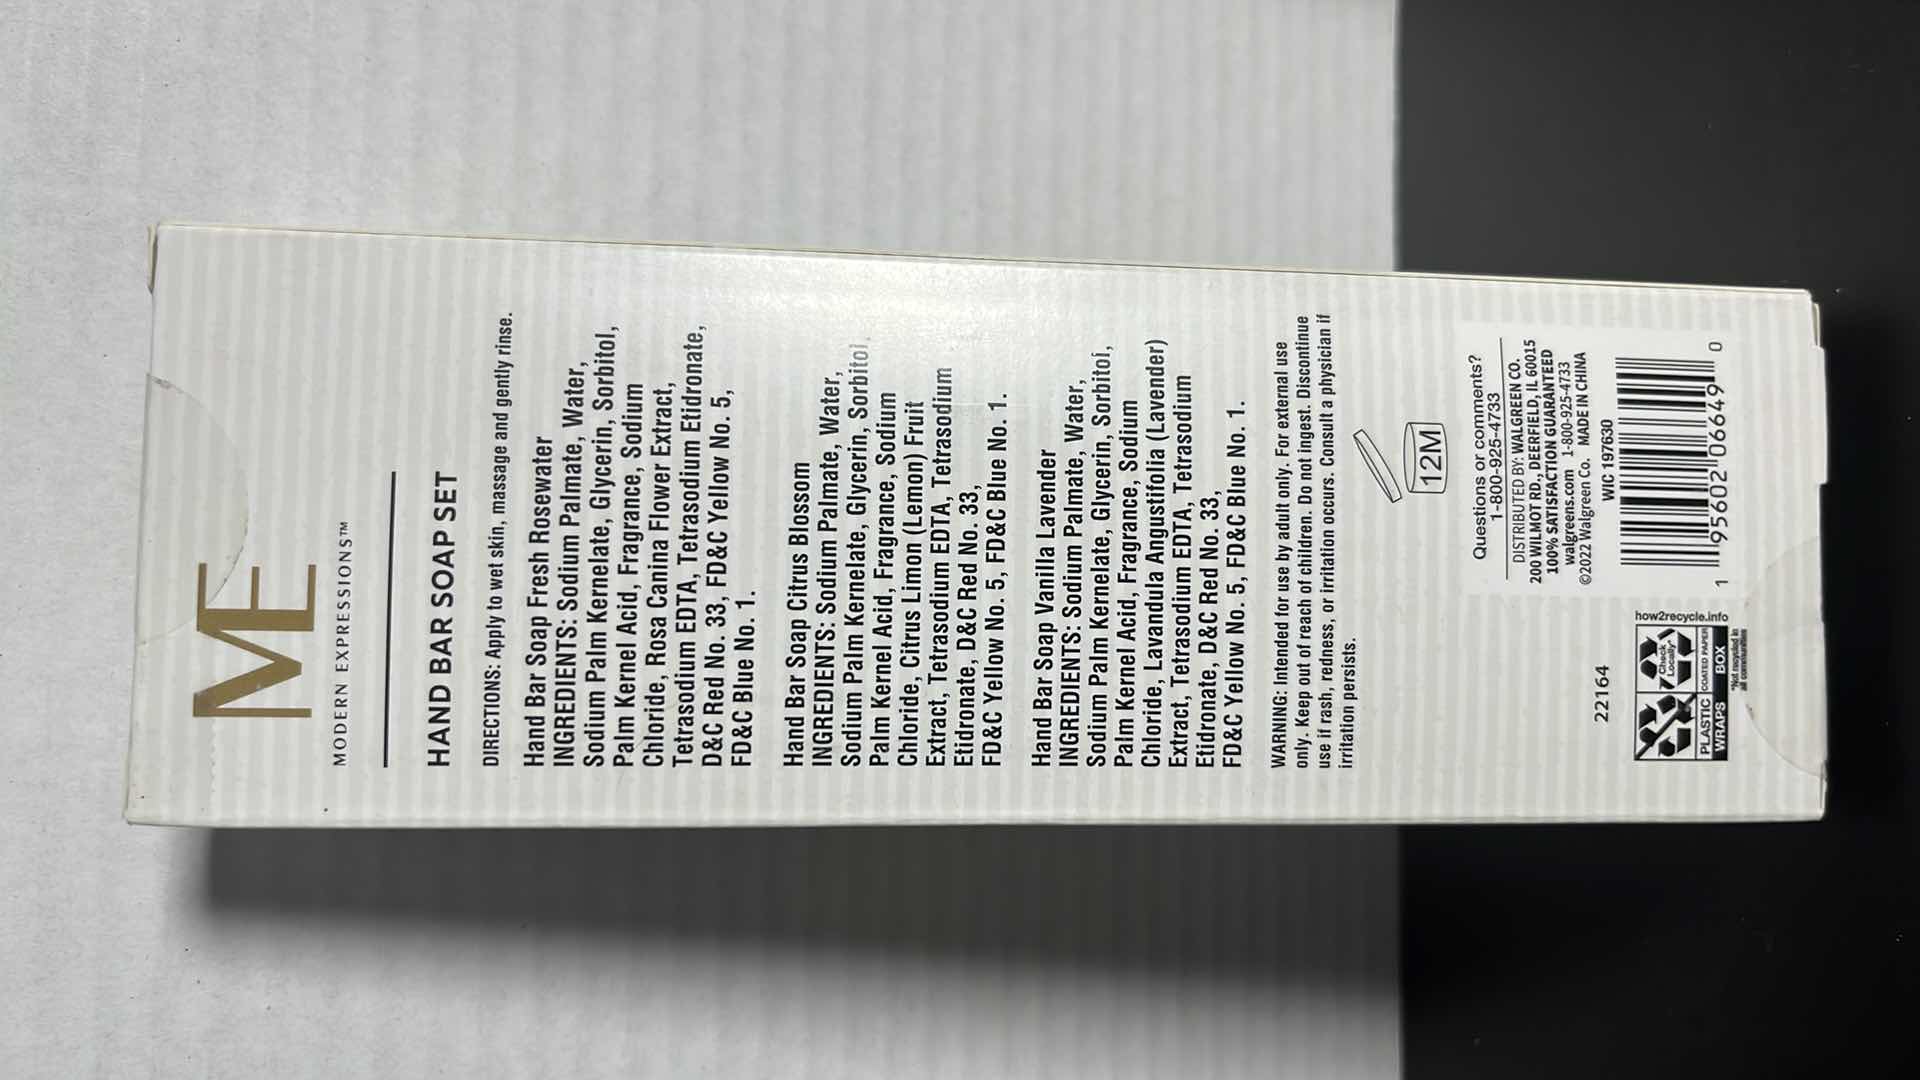 ME
MODERN EXPRESSIONS™
HAND BAR SOAP SET
DIRECTIONS: Apply to wet skin, massage and gently rinse.
Hand Bar Soap Fresh Rosewater
INGREDIENTS: Sodium Palmate, Water,
Sodium Palm Kernelate, Glycerin, Sorbitol,
Palm Kernel Acid, Fragrance, Sodium
Chloride, Rosa Canina Flower Extract,
Tetrasodium EDTA, Tetrasodium Etidronate,
D&C Red No. 33, FD&C Yellow No. 5,
FD&C Blue No. 1.
Hand Bar Soap Citrus Blossom
INGREDIENTS: Sodium Palmate, Water,
Sodium Palm Kernelate, Glycerin, Sorbitol,
Palm Kernel Acid, Fragrance, Sodium
Chloride, Citrus Limon (Lemon) Fruit
Extract, Tetrasodium EDTA, Tetrasodium
Etidronate, D&C Red No. 33,
FD&C Yellow No. 5, FD&C Blue No. 1.
Hand Bar Soap Vanilla Lavender
INGREDIENTS: Sodium Palmate, Water,
Sodium Palm Kernelate, Glycerin, Sorbitol,
Palm Kernel Acid, Fragrance, Sodium
Chloride, Lavandula Angustifolia (Lavender)
Extract, Tetrasodium EDTA, Tetrasodium
Etidronate, D&C Red No. 33,
FD&C Yellow No. 5, FD&C Blue No. 1.
WARNING: Intended for use by adult only. For external use
only. Keep out of reach of children. Do not ingest. Discontinue
use if rash, redness, or irritation occurs. Consult a physician if
irritation persists.
12M
Questions or comments?
1-800-925-4733
DISTRIBUTED BY: WALGREEN CO.
200 WILMOT RD., DEERFIELD, IL 60015
100% SATISFACTION GUARANTEED
walgreens.com 1-800-925-4733
©2022 Walgreen Co. MADE IN CHINA
WIC 197630
1 95602 06649 0
22164
how2recycle.info
Check
Locally*
PLASTIC COATED PAPER
WRAPS BOX
*Not recycled in
all communities